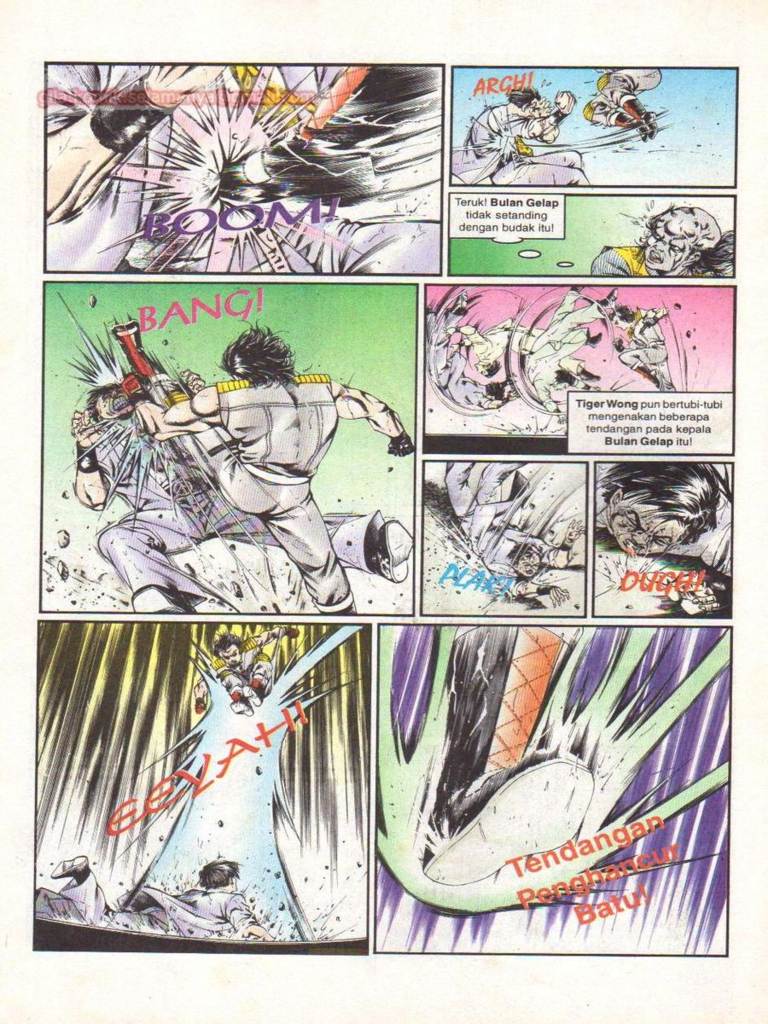 BOOM!
ARGH!
Teruk! Bulan Gelap
tidak setanding
dengan budak itu!
BANG!
Tiger Wong pun bertubi-tubi
mengenakan beberapa
tendangan pada kepala
Bulan Gelap itu!
PLAK!
OUGH!
EEYAH!
Tendangan
Penghancur
Batu!